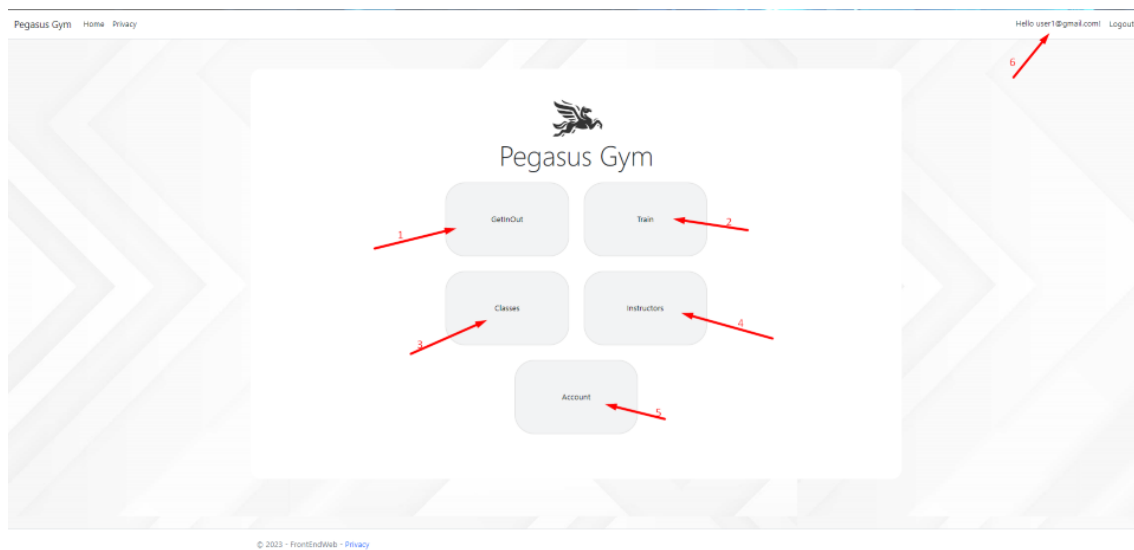 Pegasus Gym Home Privacy Hello user1@gmail.com! Logout
6
Pegasus Gym
GetInOut Train
1 2
Classes Instructors
3 4
Account
5
© 2023 - FrontEndWeb - Privacy